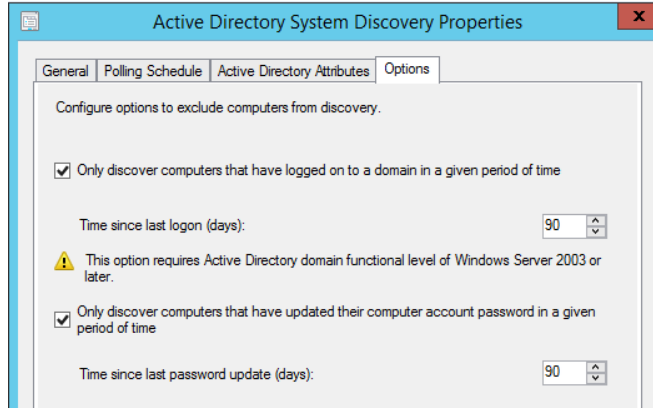 Active Directory System Discovery Properties
x
General Polling Schedule Active Directory Attributes Options
Configure options to exclude computers from discovery.
Only discover computers that have logged on to a domain in a given period of time
Time since last logon (days): 90
This option requires Active Directory domain functional level of Windows Server 2003 or
later.
Only discover computers that have updated their computer account password in a given
period of time
Time since last password update (days): 90